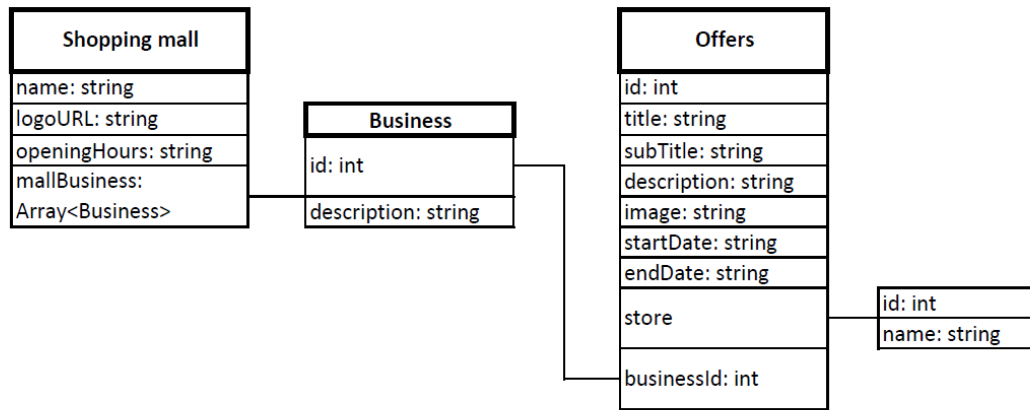 Shopping mall
name: string
logoURL: string
openingHours: string
mallBusiness:
Array<Business>
Business
id: int
description: string
Offers
id: int
title: string
subTitle: string
description: string
image: string
startDate: string
endDate: string
store
businessId: int
id: int
name: string